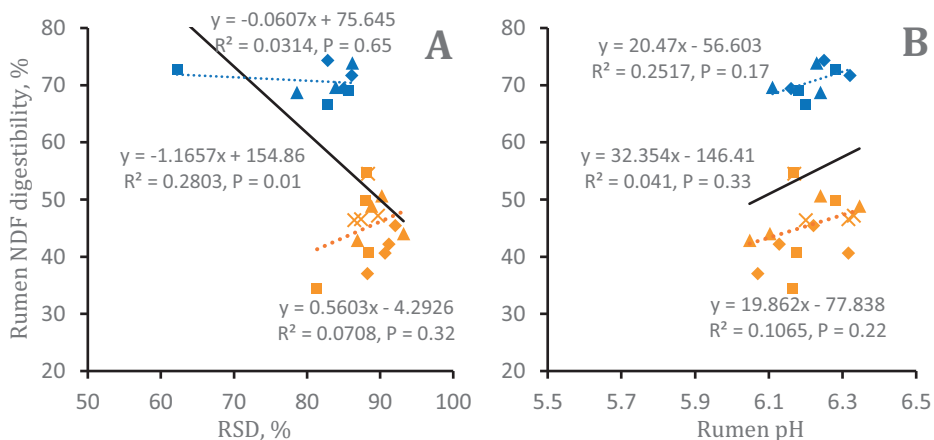 Rumen NDF digestibility, %
A
y = -0.0607x + 75.645
R² = 0.0314, P = 0.65
y = -1.1657x + 154.86
R² = 0.2803, P = 0.01
y = 0.5603x - 4.2926
R² = 0.0708, P = 0.32
80
70
60
50
40
30
20
50 60 70 80 90 100
RSD, %
B
y = 20.47x - 56.603
R² = 0.2517, P = 0.17
y = 32.354x - 146.41
R² = 0.041, P = 0.33
y = 19.862x - 77.838
R² = 0.1065, P = 0.22
80
70
60
50
40
30
20
5.5 5.7 5.9 6.1 6.3 6.5
Rumen pH